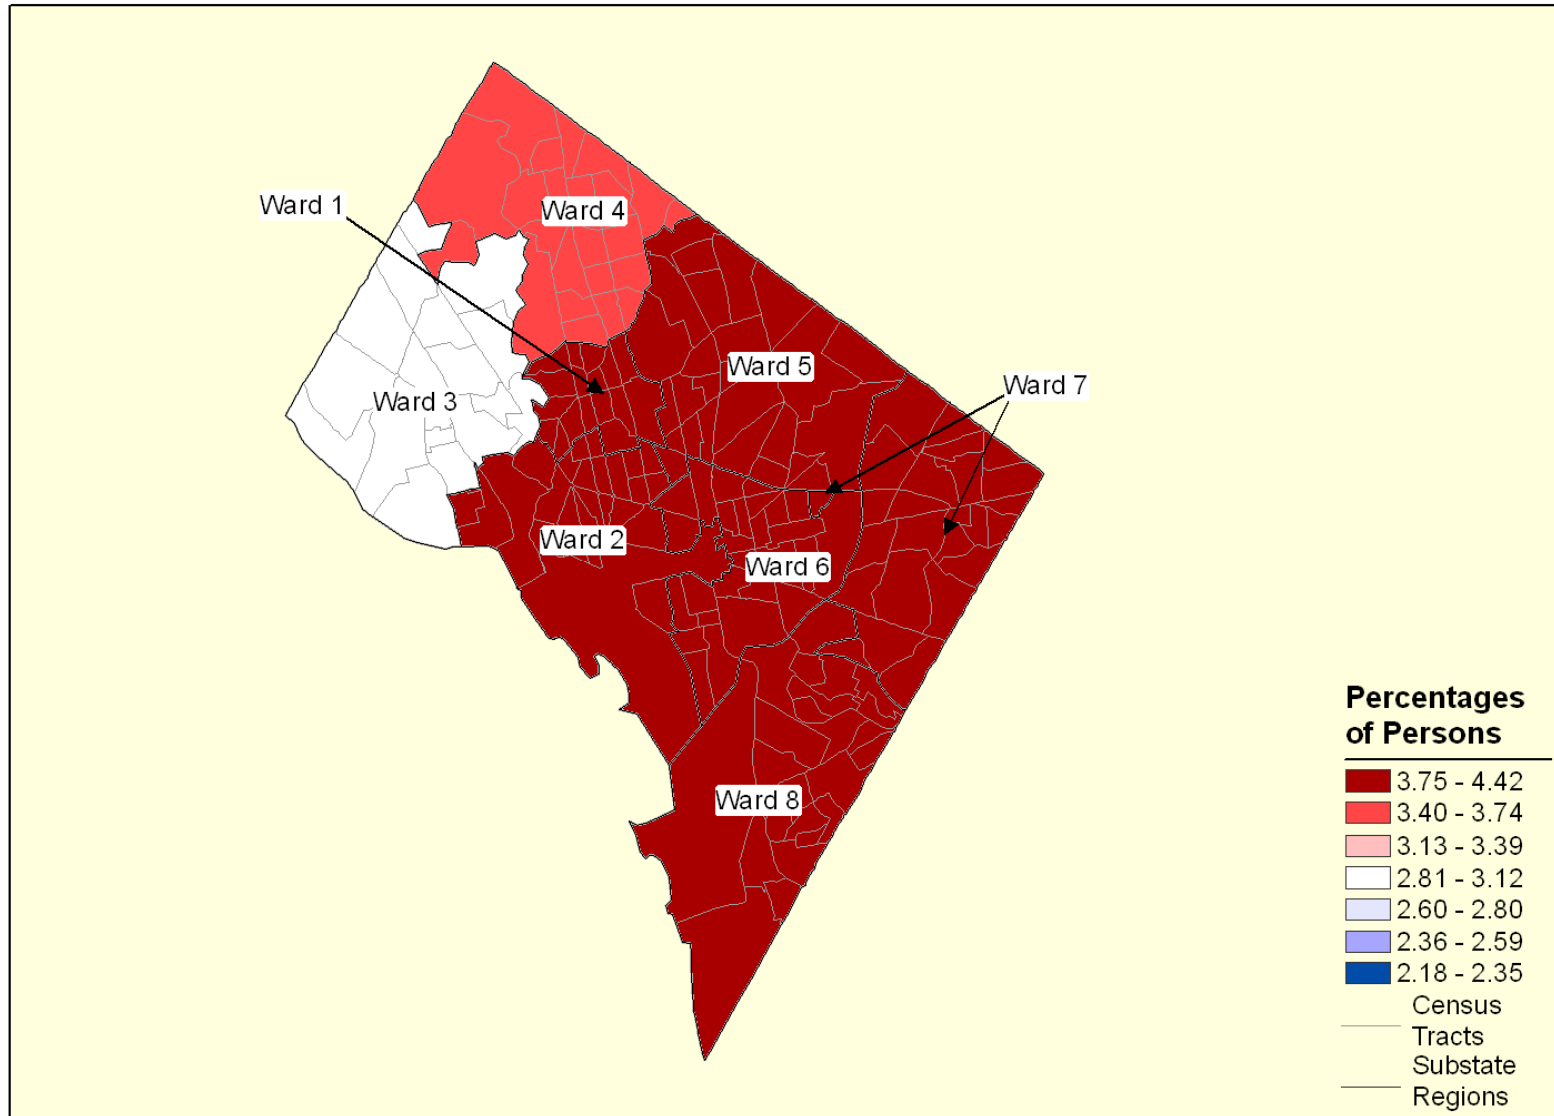 Ward 1
Ward 4
Ward 5
Ward 7
Ward 3
Ward 2
Ward 6
Ward 8
Percentages
of Persons
3.75 - 4.42
3.40 - 3.74
3.13 - 3.39
2.81 - 3.12
2.60 - 2.80
2.36 - 2.59
2.18 - 2.35
Census
Tracts
Substate
Regions